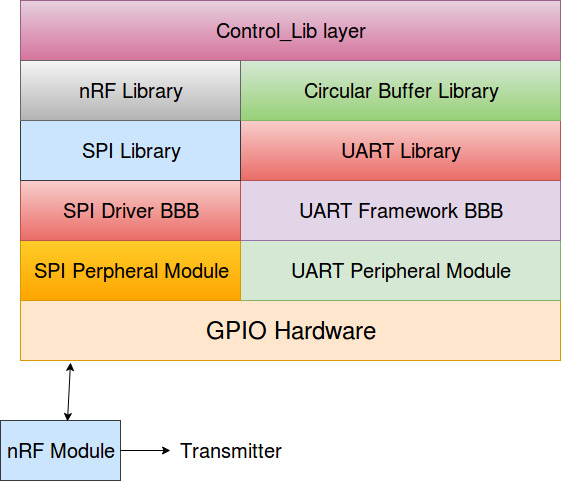 Control_Lib layer
nRF Library
Circular Buffer Library
SPI Library
UART Library
SPI Driver BBB
UART Framework BBB
SPI Perpheral Module
UART Peripheral Module
GPIO Hardware
nRF Module
Transmitter